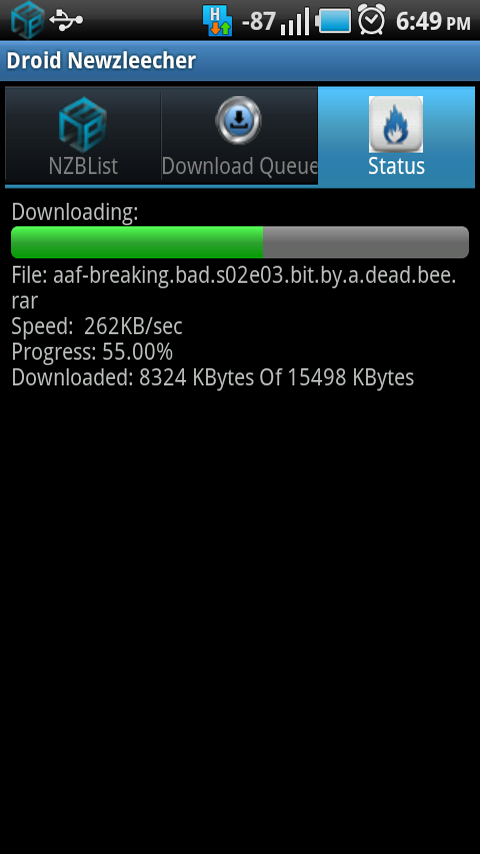 H -87 6:49 PM
Droid Newzleecher
NZBList Download Queue Status
Downloading:
File: aaf-breaking.bad.s02e03.bit.by.a.dead.bee.
rar
Speed:  262KB/sec
Progress: 55.00%
Downloaded: 8324 KBytes Of 15498 KBytes